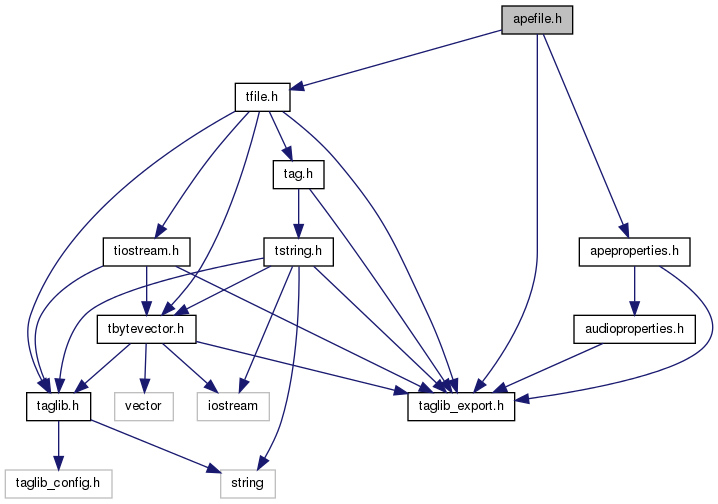 apefile.h
tfile.h
tag.h
tiostream.h
tstring.h
apeproperties.h
tbytevector.h
audioproperties.h
taglib.h
vector
iostream
taglib_export.h
taglib_config.h
string